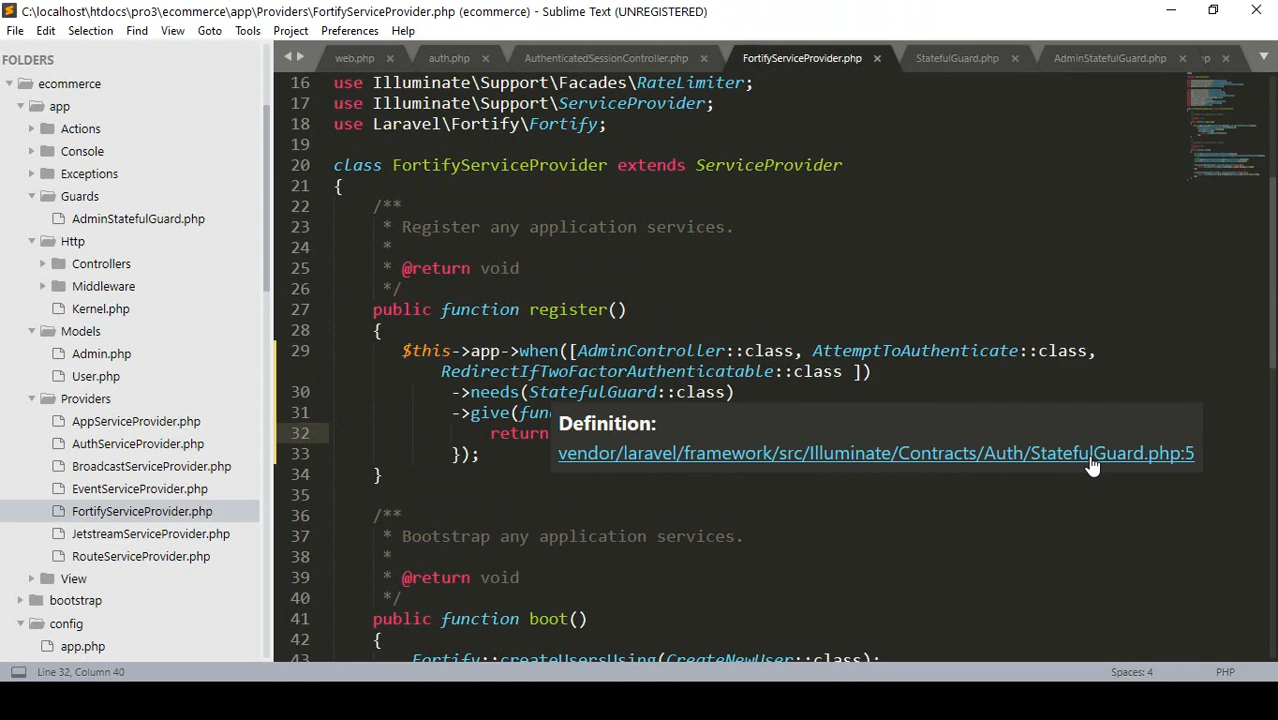 C:\localhost\htdocs\pro3\ecommerce\app\Providers\FortifyServiceProvider.php (ecommerce) - Sublime Text (UNREGISTERED)
File Edit Selection Find View Goto Tools Project Preferences Help
FOLDERS
ecommerce
app
Actions
Console
Exceptions
Guards
AdminStatefulGuard.php
Http
Controllers
Middleware
Kernel.php
Models
Admin.php
User.php
Providers
AppServiceProvider.php
AuthServiceProvider.php
BroadcastServiceProvider.php
EventServiceProvider.php
FortifyServiceProvider.php
JetstreamServiceProvider.php
RouteServiceProvider.php
View
bootstrap
config
app.php
web.php auth.php AuthenticatedSessionController.php FortifyServiceProvider.php StatefulGuard.php AdminStatefulGuard.php
16 use Illuminate\Support\Facades\RateLimiter;
17 use Illuminate\Support\ServiceProvider;
18 use Laravel\Fortify\Fortify;
19
20 class FortifyServiceProvider extends ServiceProvider
21 {
22 /**
23 * Register any application services.
24 *
25 * @return void
26 */
27 public function register()
28 {
29 $this->app->when([AdminController::class, AttemptToAuthenticate::class,
RedirectIfTwoFactorAuthenticatable::class ])
30 ->needs(StatefulGuard::class)
31 ->give(fun
32 return
33 });
34 }
35
36 /**
37 * Bootstrap any application services.
38 *
39 * @return void
40 */
41 public function boot()
42 {
43 Fortify::createUsersUsing(CreateNewUser::class);
Definition:
vendor/laravel/framework/src/Illuminate/Contracts/Auth/StatefulGuard.php:5
Line 32, Column 40
Spaces: 4
PHP